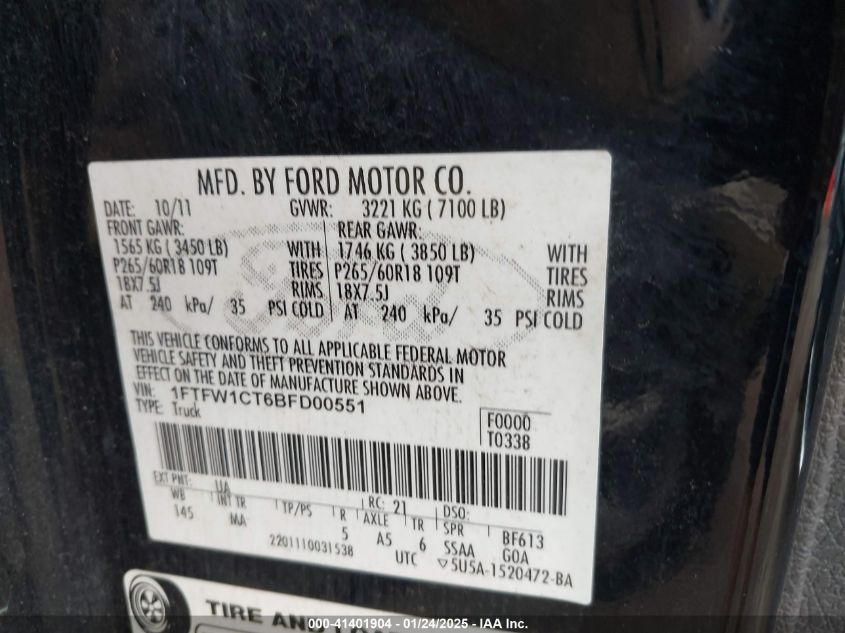 MFD. BY FORD MOTOR CO.
DATE: 10/11 GVWR: 3221 KG ( 7100 LB)
FRONT GAWR: REAR GAWR:
1565 KG ( 3450 LB) WITH 1746 KG ( 3850 LB) WITH
P265/60R18 109T TIRES P265/60R18 109T TIRES
18X7.5J RIMS 18X7.5J RIMS
AT 240 kPa/ 35 PSI COLD AT 240 kPa/ 35 PSI COLD
THIS VEHICLE CONFORMS TO ALL APPLICABLE FEDERAL MOTOR
VEHICLE SAFETY AND THEFT PREVENTION STANDARDS IN
EFFECT ON THE DATE OF MANUFACTURE SHOWN ABOVE.
VIN: 1FTFW1CT6BFD00551
TYPE: Truck
F0000
T0338
EXT PNT: UA RC: 21 DSO:
WB INT TR TP/PS R AXLE TR SPR BF613
145 MA 5 A5 6 SSAA GOA
2201110031538 UTC ▽5U5A-1520472-BA
TIRE AND
000-41401904 - 01/24/2025 - IAA Inc.